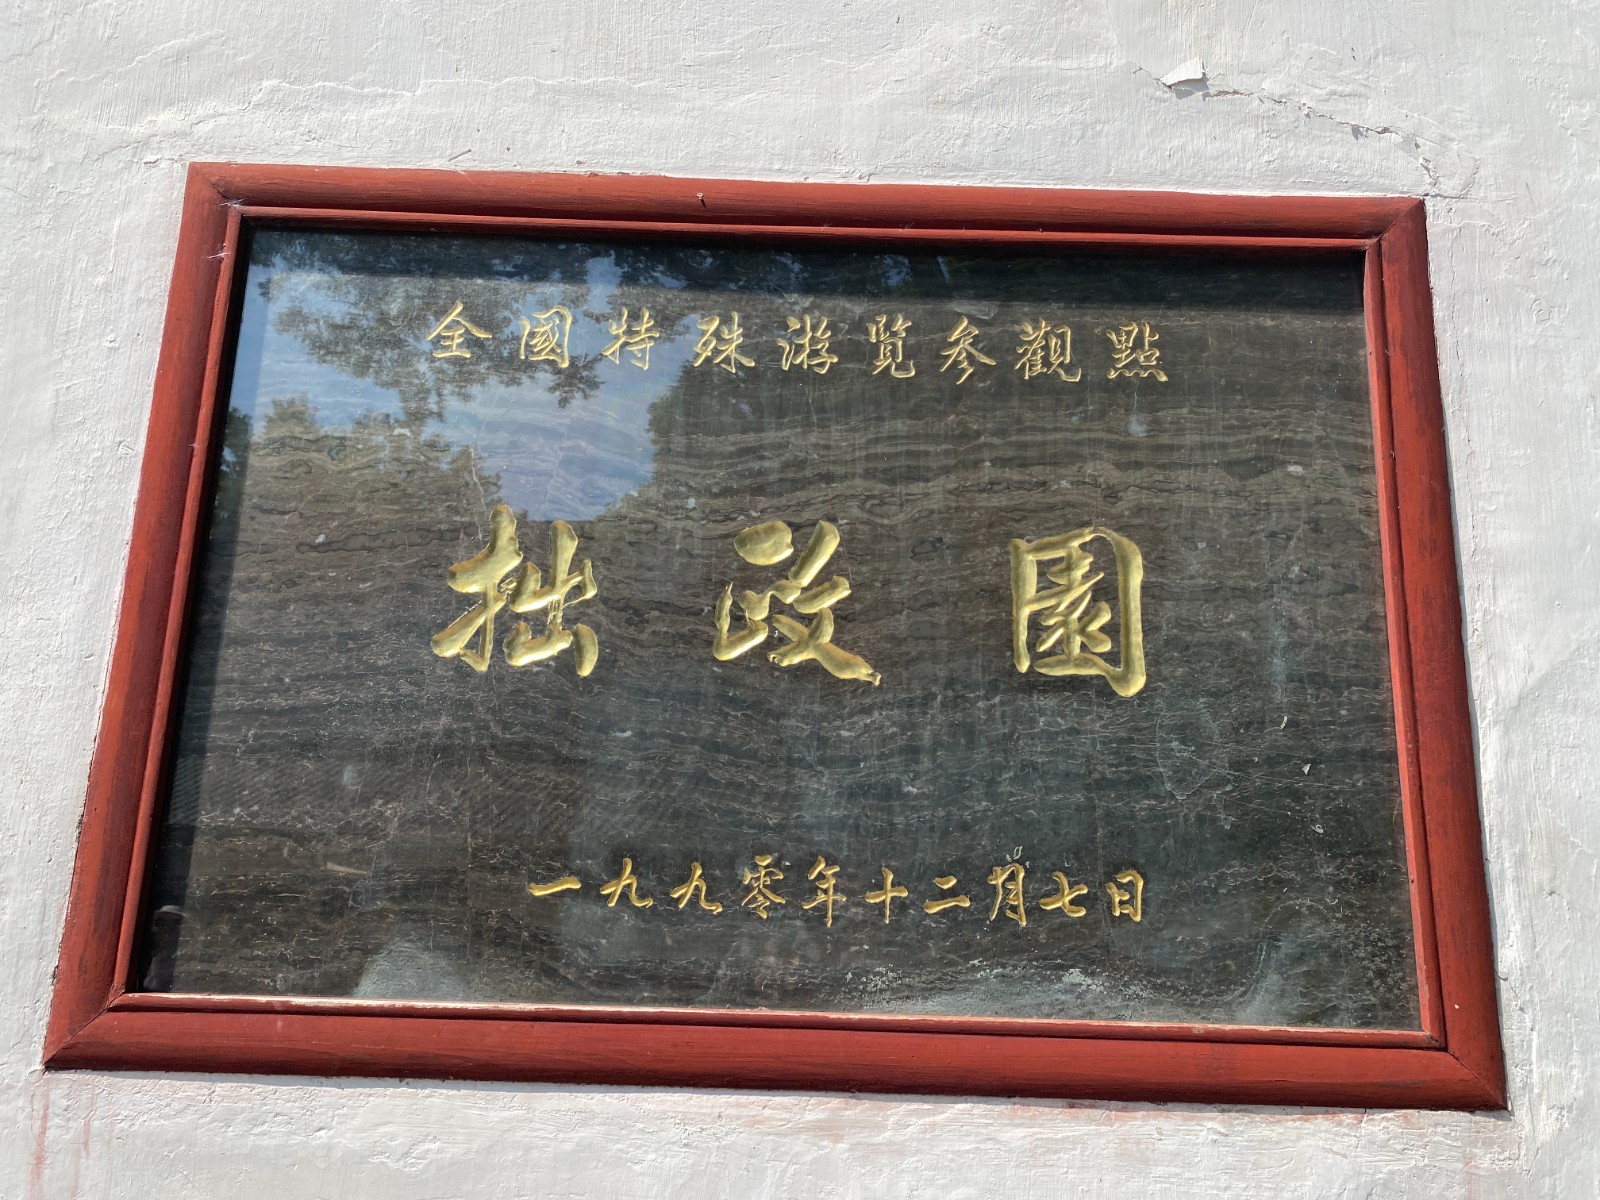 全國特殊游覽參觀點
拙政園
一九九零年十二月七日